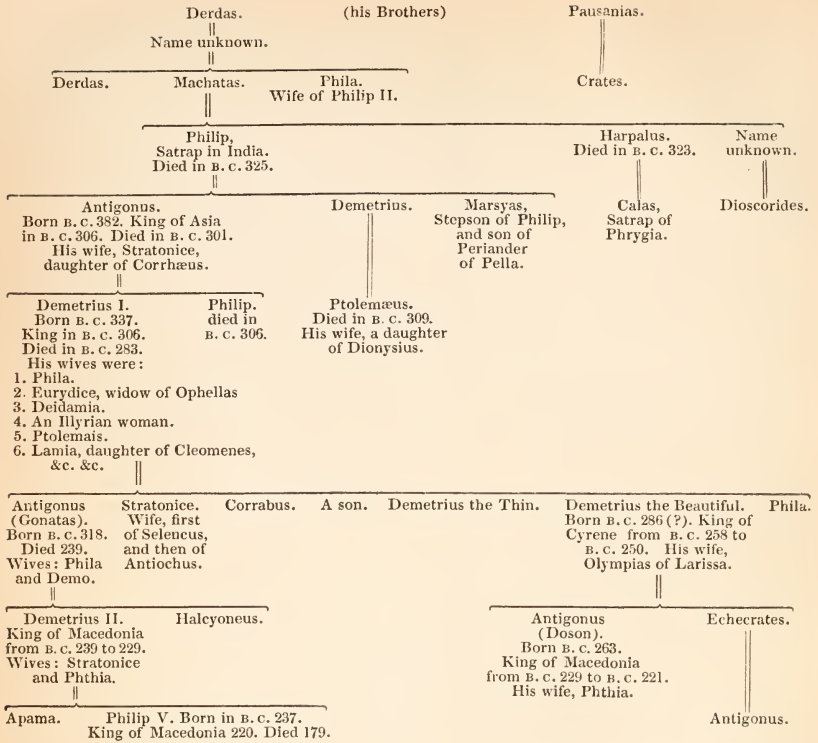 Derdas. (his Brothers) Pausanias.
Name unknown.
Derdas. Machatas. Phila. Crates.
Wife of Philip II.
Philip, Harpalus. Name
Satrap in India. Died in B. C. 323. unknown.
Died in B. C. 325.
Antigonus. Demetrius. Marsyas, Calas, Dioscorides.
Born B. C. 382. King of Asia Stepson of Philip, Satrap of
in B. C. 306. Died in B. C. 301. and son of Phrygia.
His wife, Stratonice, Periander
daughter of Corrhæus. of Pella.
Demetrius I. Philip. Ptolemæus.
Born B. C. 337. died in Died in B. C. 309.
King in B. C. 306. B. C. 306. His wife, a daughter
Died in B. C. 283. of Dionysius.
His wives were:
1. Phila.
2. Eurydice, widow of Ophellas
3. Deidamia.
4. An Illyrian woman.
5. Ptolemais.
6. Lamia, daughter of Cleomenes,
&c. &c.
Antigonus Stratonice. Corrabus. A son. Demetrius the Thin. Demetrius the Beautiful. Phila.
(Gonatas). Wife, first Born B. C. 286 (?). King of
Born B. C. 318. of Seleucus, Cyrene from B. C. 258 to
Died 239. and then of B. C. 250. His wife,
Wives: Phila Antiochus. Olympias of Larissa.
and Demo.
Demetrius II. Halcyoneus. Antigonus Echecrates.
King of Macedonia (Doson).
from B. C. 239 to 229. Born B. C. 263.
Wives: Stratonice King of Macedonia
and Phthia. from B. C. 229 to B. C. 221.
His wife, Phthia.
Apama. Philip V. Born in B. C. 237. Antigonus.
King of Macedonia 220. Died 179.